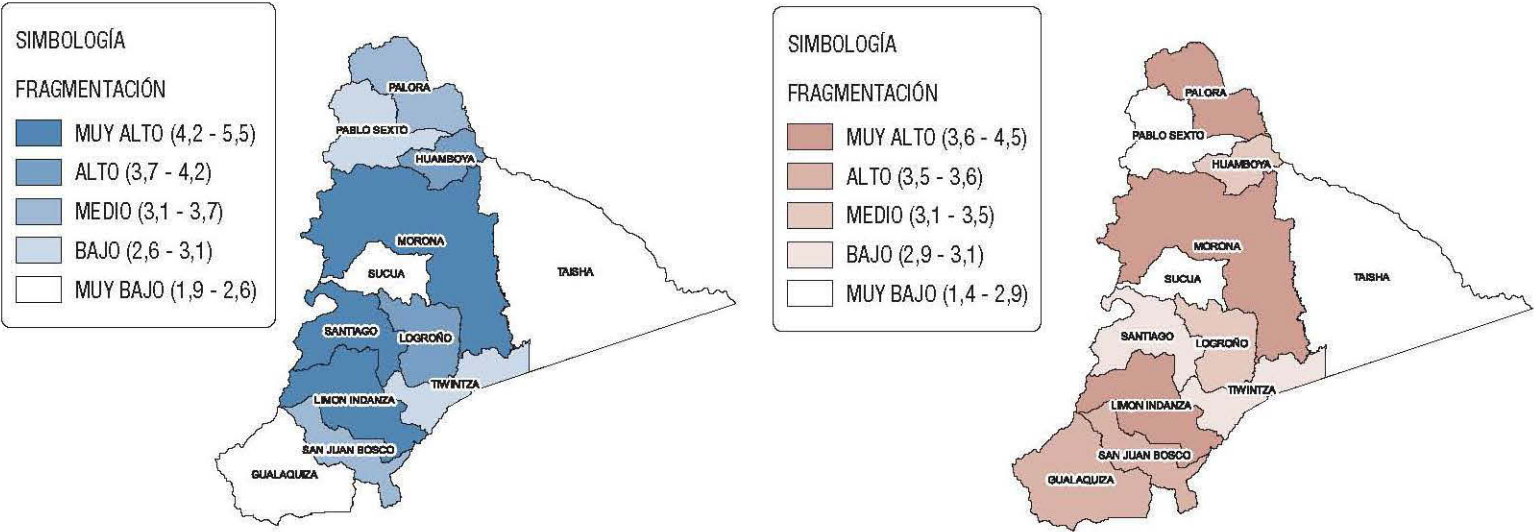 SIMBOLOGÍA
FRAGMENTACIÓN
MUY ALTO (4,2 - 5,5)
ALTO (3,7 - 4,2)
MEDIO (3,1 - 3,7)
BAJO (2,6 - 3,1)
MUY BAJO (1,9 - 2,6)
PALORA
PABLO SEXTO
HUAMBOYA
MORONA
SUCUA
TAISHA
SANTIAGO
LOGROÑO
TIWINTZA
LIMON INDANZA
SAN JUAN BOSCO
GUALAQUIZA
SIMBOLOGÍA
FRAGMENTACIÓN
MUY ALTO (3,6 - 4,5)
ALTO (3,5 - 3,6)
MEDIO (3,1 - 3,5)
BAJO (2,9 - 3,1)
MUY BAJO (1,4 - 2,9)
PALORA
PABLO SEXTO
HUAMBOYA
MORONA
SUCUA
TAISHA
SANTIAGO
LOGROÑO
TIWINTZA
LIMON INDANZA
SAN JUAN BOSCO
GUALAQUIZA